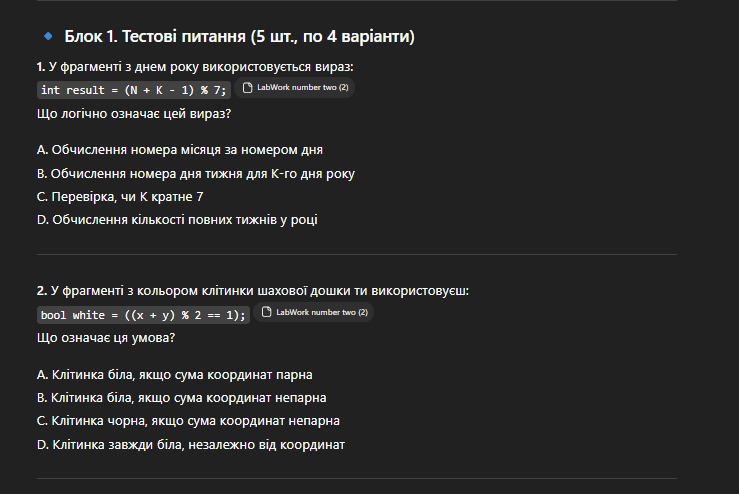 Блок 1. Тестові питання (5 шт., по 4 варіанти)
1. У фрагменті з днем року використовується вираз:
int result = (N + K - 1) % 7; LabWork number two (2)
Що логічно означає цей вираз?
A. Обчислення номера місяця за номером дня
B. Обчислення номера дня тижня для K-го дня року
C. Перевірка, чи K кратне 7
D. Обчислення кількості повних тижнів у році
2. У фрагменті з кольором клітинки шахової дошки ти використовуєш:
bool white = ((x + y) % 2 == 1); LabWork number two (2)
Що означає ця умова?
A. Клітинка біла, якщо сума координат парна
B. Клітинка біла, якщо сума координат непарна
C. Клітинка чорна, якщо сума координат непарна
D. Клітинка завжди біла, незалежно від координат